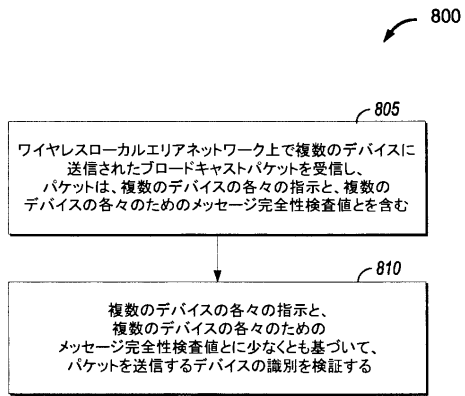 800
805
ワイヤレスローカルエリアネットワーク上で複数のデバイスに
送信されたブロードキャストパケットを受信し、
パケットは、複数のデバイスの各々の指示と、複数の
デバイスの各々のためのメッセージ完全性検査値とを含む
810
複数のデバイスの各々の指示と、
複数のデバイスの各々のための
メッセージ完全性検査値とに少なくとも基づいて、
パケットを送信するデバイスの識別を検証する